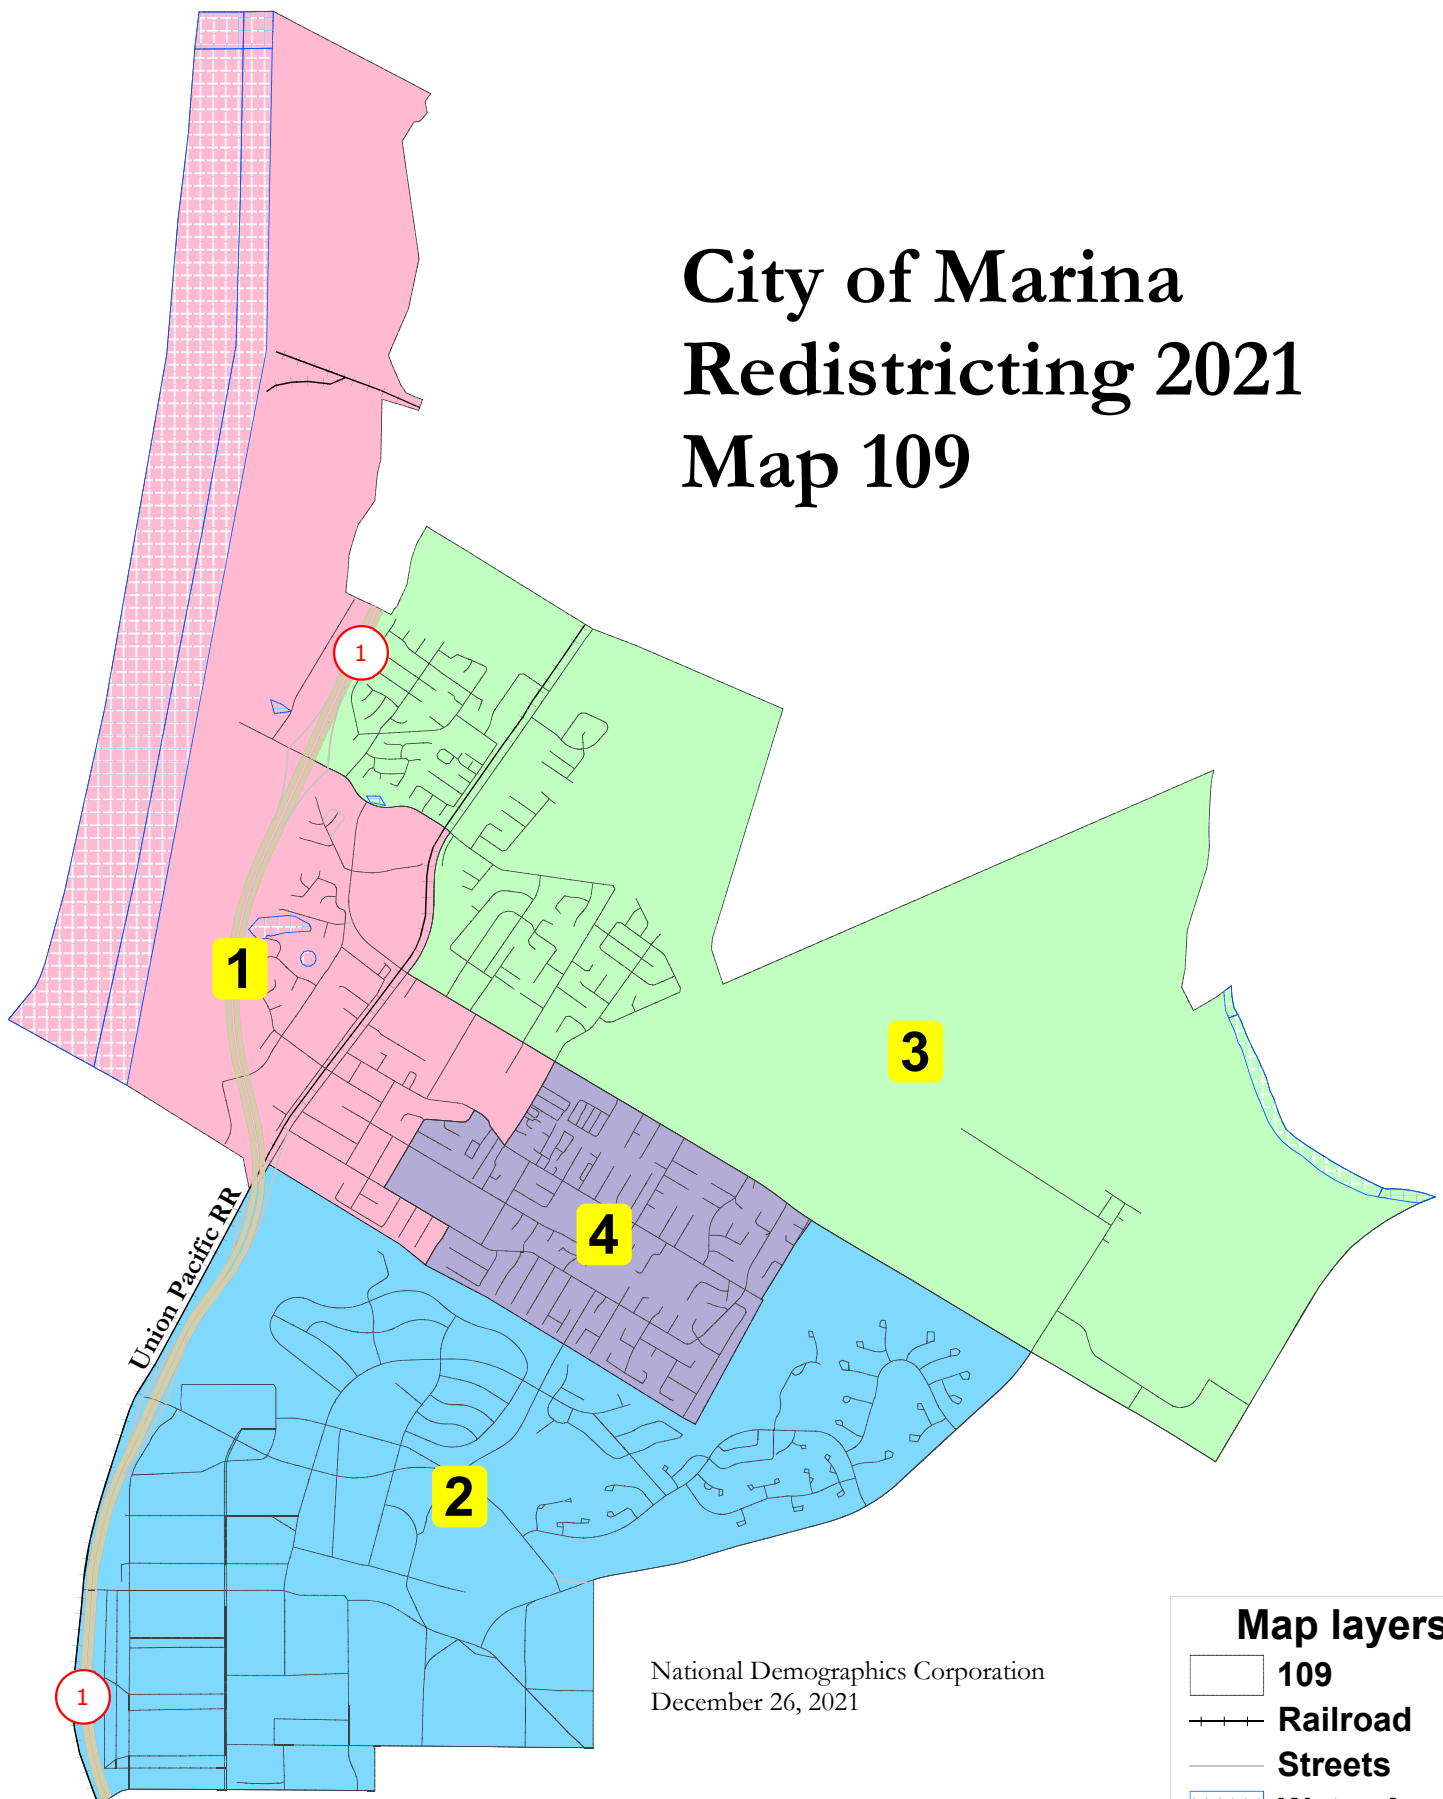 City of Marina
Redistricting 2021
Map 109
1
1
3
4
Union Pacific RR
2
1
National Demographics Corporation
December 26, 2021
Map layers
109
Railroad
Streets